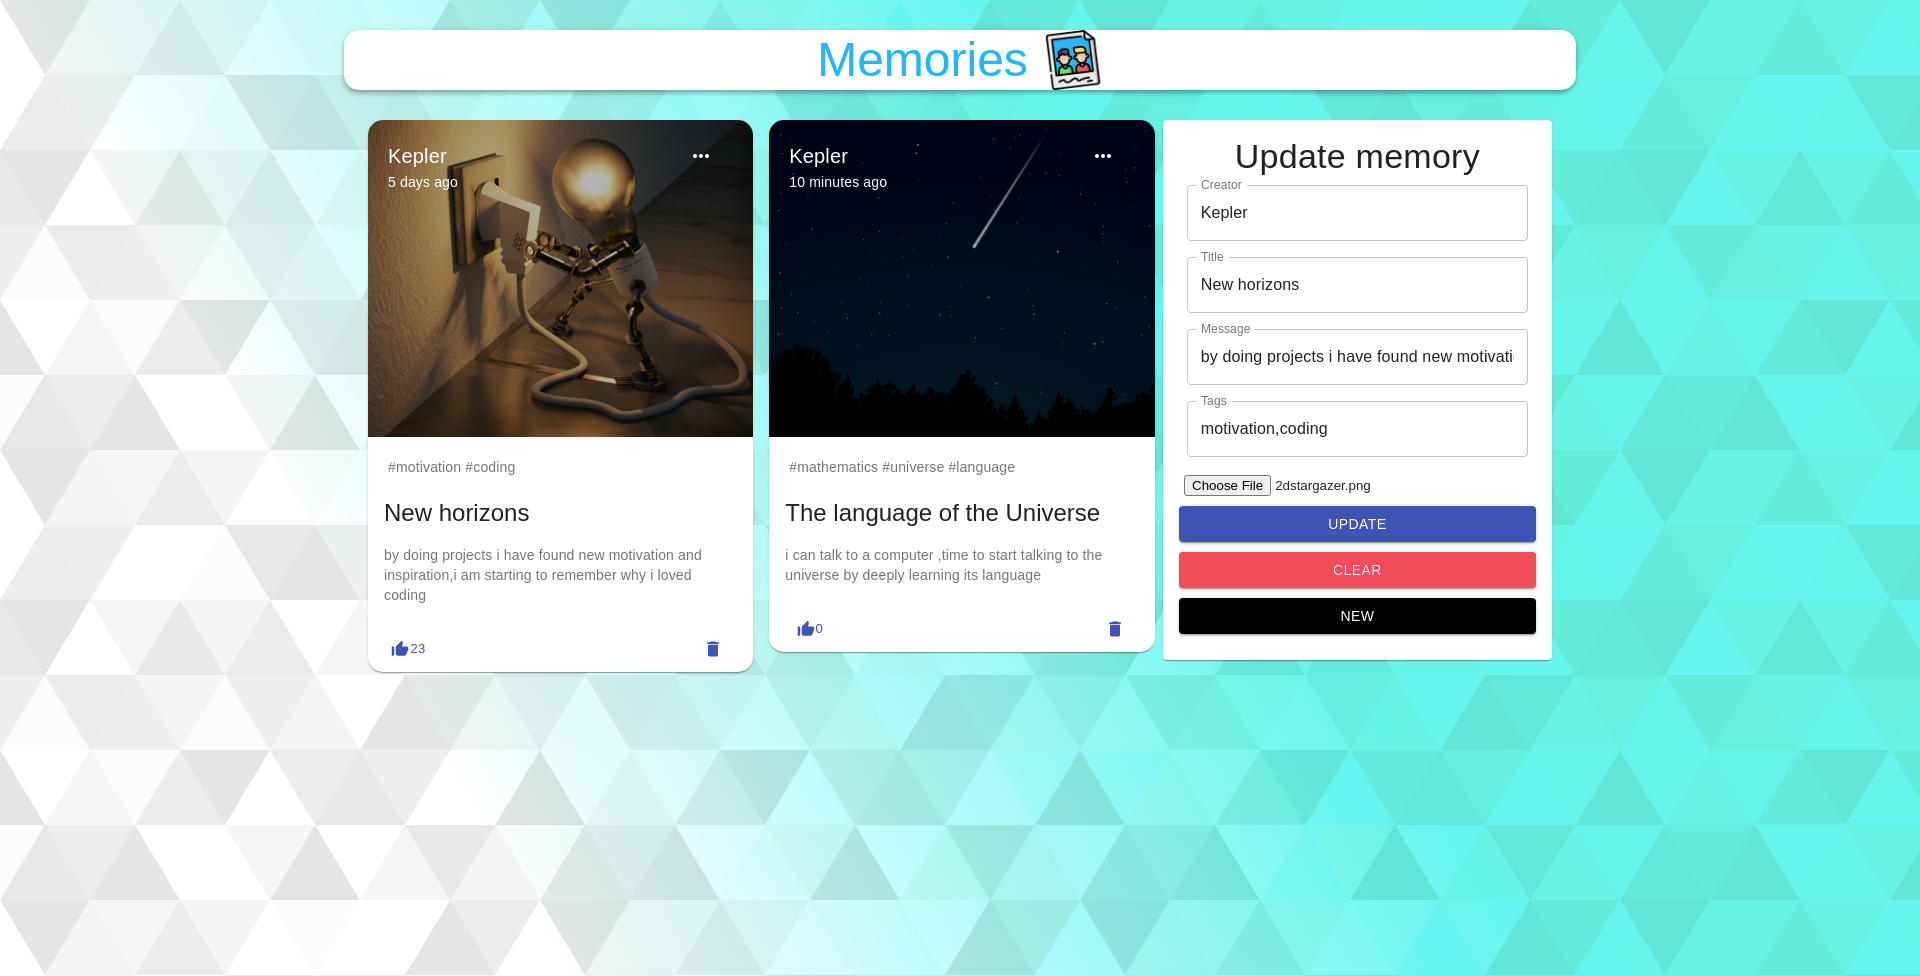 Memories
Kepler
5 days ago
#motivation #coding
New horizons
by doing projects i have found new motivation and
inspiration,i am starting to remember why i loved
coding
23
Kepler
10 minutes ago
#mathematics #universe #language
The language of the Universe
i can talk to a computer ,time to start talking to the
universe by deeply learning its language
0
Update memory
Creator
Kepler
Title
New horizons
Message
by doing projects i have found new motivati
Tags
motivation,coding
Choose File 2dstargazer.png
UPDATE
CLEAR
NEW